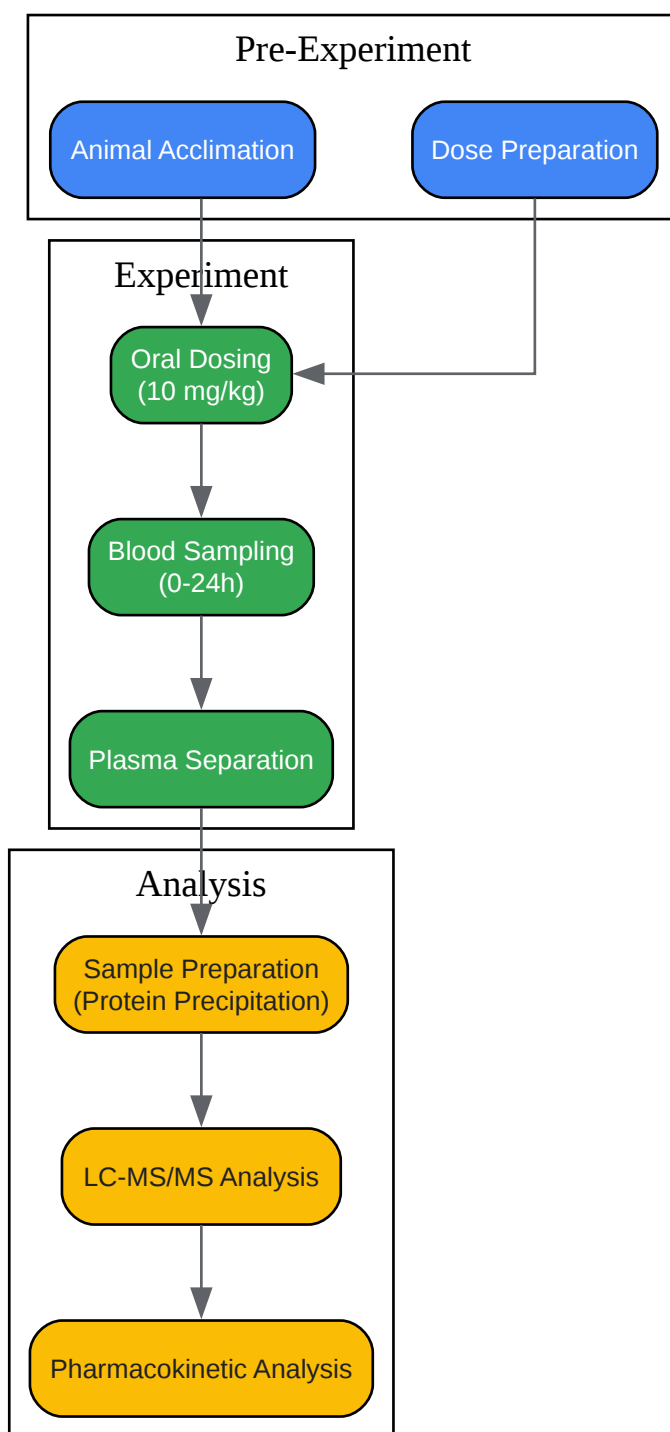 Pre-Experiment
Animal Acclimation
Dose Preparation
Experiment
Oral Dosing
(10 mg/kg)
Blood Sampling
(0-24h)
Plasma Separation
Analysis
Sample Preparation
(Protein Precipitation)
LC-MS/MS Analysis
Pharmacokinetic Analysis